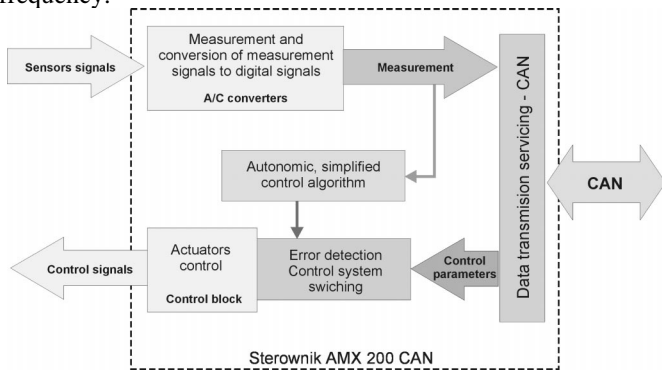 frequency.
Measurement and
conversion of measurement
signals to digital signals
A/C converters
Sensors signals
Measurement
Data transmision servicing - CAN
CAN
Autonomic, simplified
control algorithm
Error detection
Control system
swiching
Control
parameters
Actuators
control
Control block
Control signals
Sterownik AMX 200 CAN